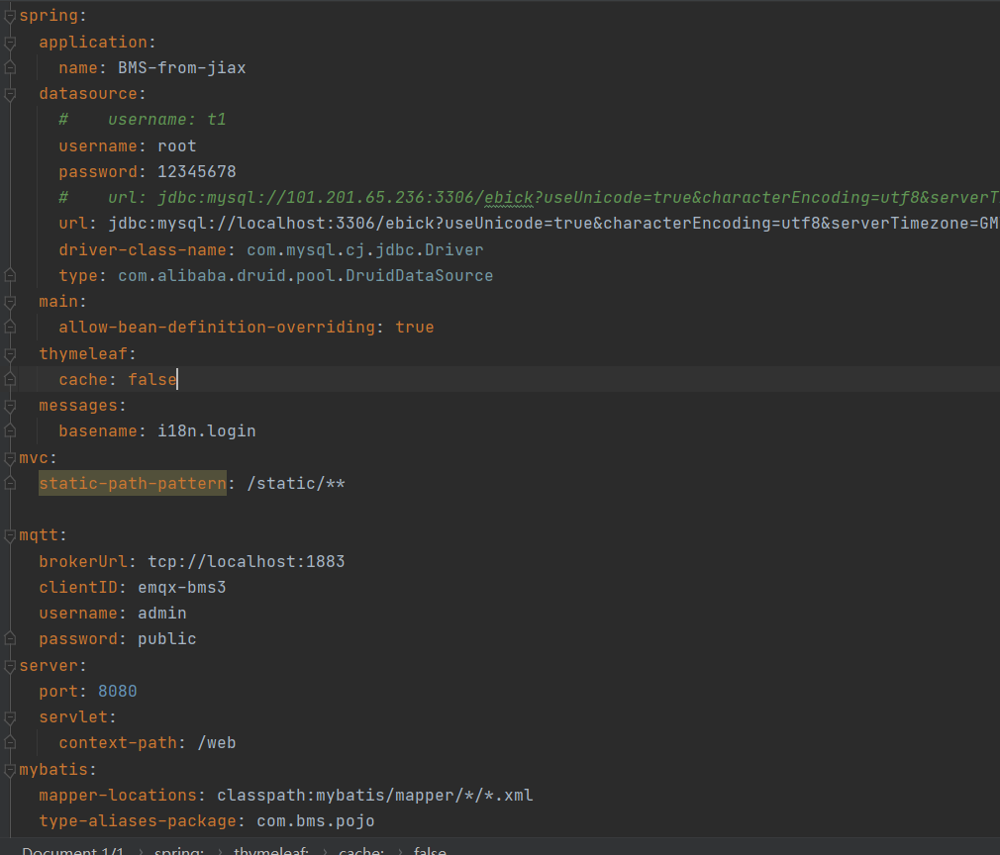 spring:
  application:
    name: BMS-from-jiax
  datasource:
    #    username: t1
    username: root
    password: 12345678
    #    url: jdbc:mysql://101.201.65.236:3306/ebick?useUnicode=true&characterEncoding=utf8&serverT
    url: jdbc:mysql://localhost:3306/ebick?useUnicode=true&characterEncoding=utf8&serverTimezone=GM
    driver-class-name: com.mysql.cj.jdbc.Driver
    type: com.alibaba.druid.pool.DruidDataSource
  main:
    allow-bean-definition-overriding: true
  thymeleaf:
    cache: false
  messages:
    basename: i18n.login
mvc:
  static-path-pattern: /static/**
mqtt:
  brokerUrl: tcp://localhost:1883
  clientID: emqx-bms3
  username: admin
  password: public
server:
  port: 8080
  servlet:
    context-path: /web
mybatis:
  mapper-locations: classpath:mybatis/mapper/*/*.xml
  type-aliases-package: com.bms.pojo
Document 1/1 › spring: › thymeleaf: › cache: › false